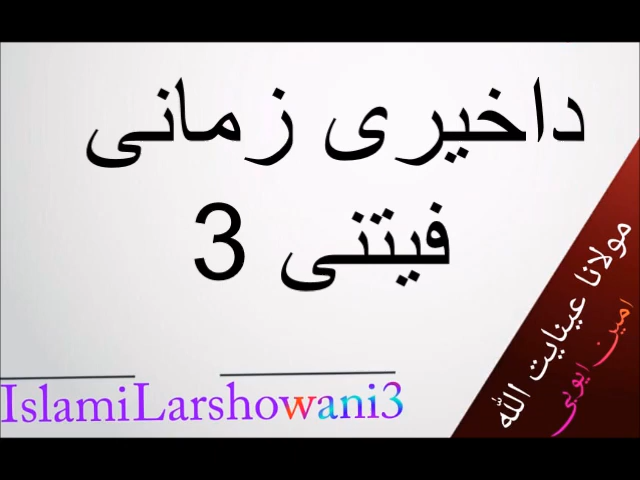 داخیری زمانی
فیتنی 3
مولانا عینایت الله
امین ایوبی
IslamiLarshowani3